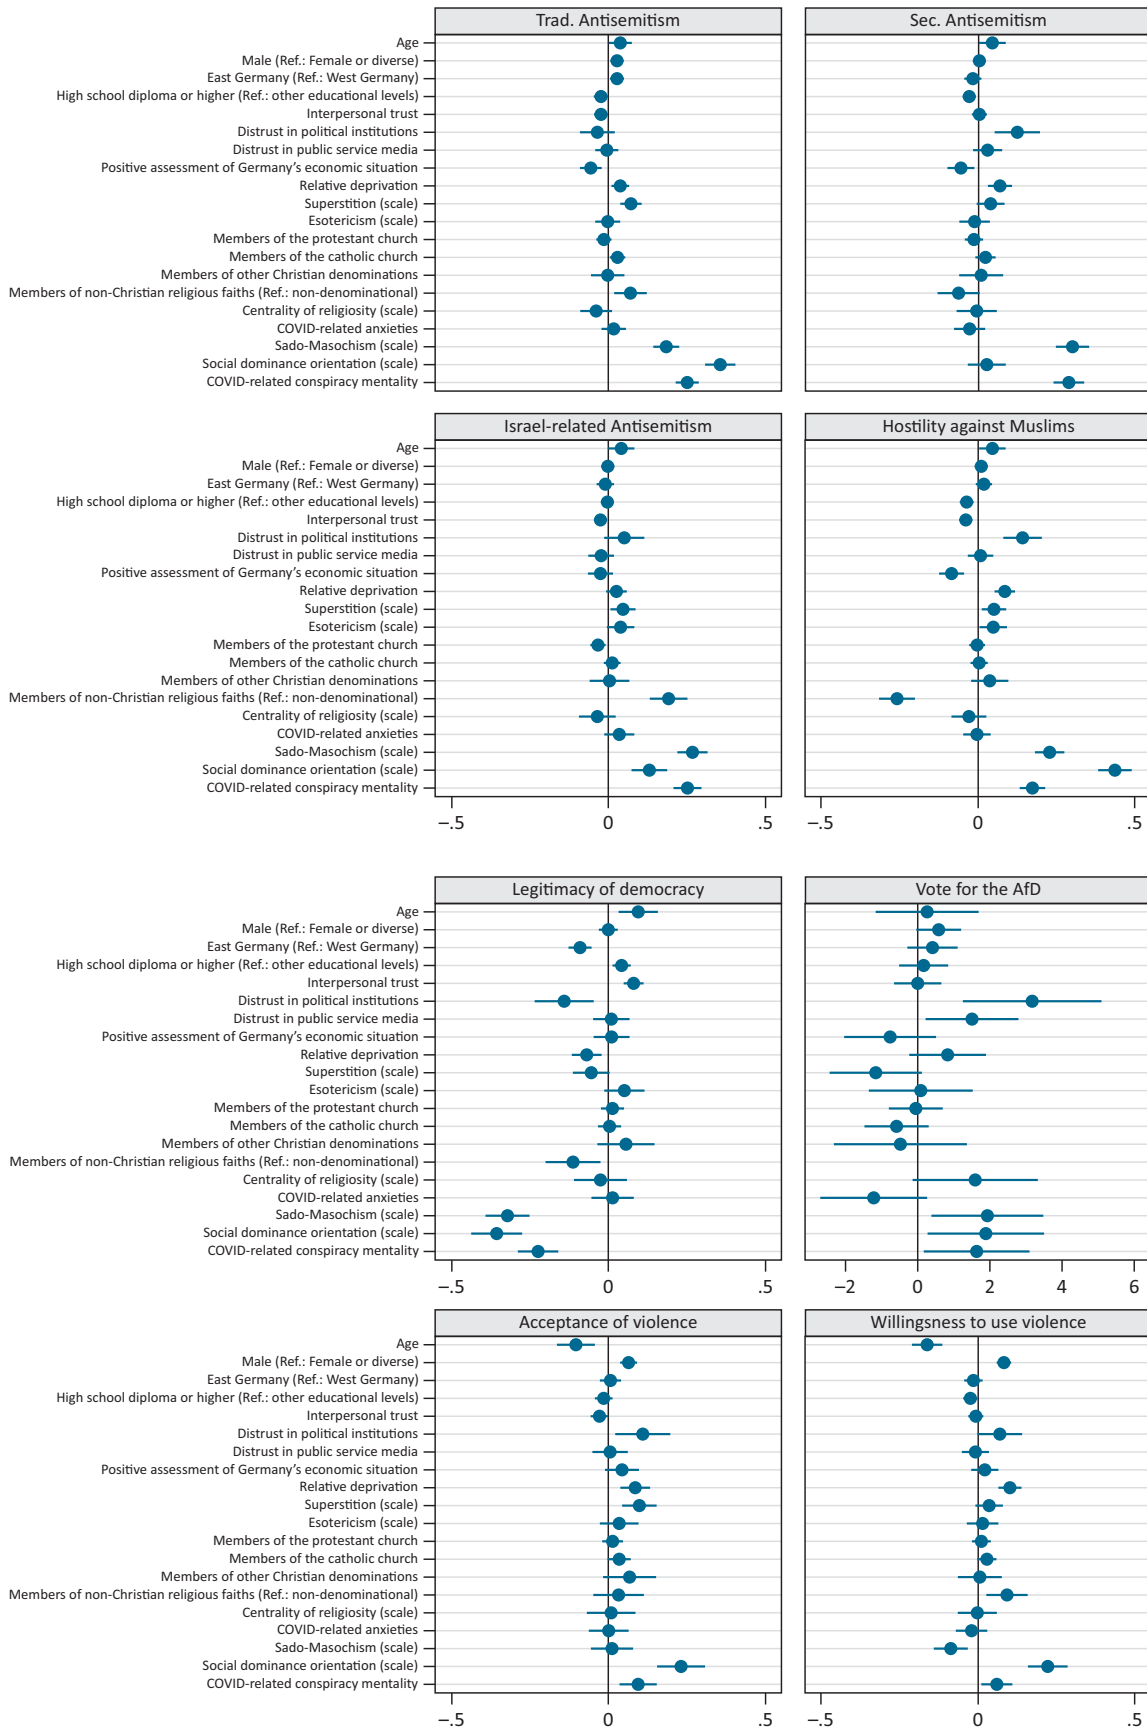 Trad. Antisemitism
Sec. Antisemitism
Age
Male (Ref.: Female or diverse)
East Germany (Ref.: West Germany)
High school diploma or higher (Ref.: other educational levels)
Interpersonal trust
Distrust in political institutions
Distrust in public service media
Positive assessment of Germany's economic situation
Relative deprivation
Superstition (scale)
Esotericism (scale)
Members of the protestant church
Members of the catholic church
Members of other Christian denominations
Members of non-Christian religious faiths (Ref.: non-denominational)
Centrality of religiosity (scale)
COVID-related anxieties
Sado-Masochism (scale)
Social dominance orientation (scale)
COVID-related conspiracy mentality
Israel-related Antisemitism
Hostility against Muslims
Age
Male (Ref.: Female or diverse)
East Germany (Ref.: West Germany)
High school diploma or higher (Ref.: other educational levels)
Interpersonal trust
Distrust in political institutions
Distrust in public service media
Positive assessment of Germany's economic situation
Relative deprivation
Superstition (scale)
Esotericism (scale)
Members of the protestant church
Members of the catholic church
Members of other Christian denominations
Members of non-Christian religious faiths (Ref.: non-denominational)
Centrality of religiosity (scale)
COVID-related anxieties
Sado-Masochism (scale)
Social dominance orientation (scale)
COVID-related conspiracy mentality
−.5 0 .5
−.5 0 .5
Legitimacy of democracy
Vote for the AfD
Age
Male (Ref.: Female or diverse)
East Germany (Ref.: West Germany)
High school diploma or higher (Ref.: other educational levels)
Interpersonal trust
Distrust in political institutions
Distrust in public service media
Positive assessment of Germany's economic situation
Relative deprivation
Superstition (scale)
Esotericism (scale)
Members of the protestant church
Members of the catholic church
Members of other Christian denominations
Members of non-Christian religious faiths (Ref.: non-denominational)
Centrality of religiosity (scale)
COVID-related anxieties
Sado-Masochism (scale)
Social dominance orientation (scale)
COVID-related conspiracy mentality
−.5 0 .5
−2 0 2 4 6
Acceptance of violence
Willingsness to use violence
Age
Male (Ref.: Female or diverse)
East Germany (Ref.: West Germany)
High school diploma or higher (Ref.: other educational levels)
Interpersonal trust
Distrust in political institutions
Distrust in public service media
Positive assessment of Germany's economic situation
Relative deprivation
Superstition (scale)
Esotericism (scale)
Members of the protestant church
Members of the catholic church
Members of other Christian denominations
Members of non-Christian religious faiths (Ref.: non-denominational)
Centrality of religiosity (scale)
COVID-related anxieties
Sado-Masochism (scale)
Social dominance orientation (scale)
COVID-related conspiracy mentality
−.5 0 .5
−.5 0 .5